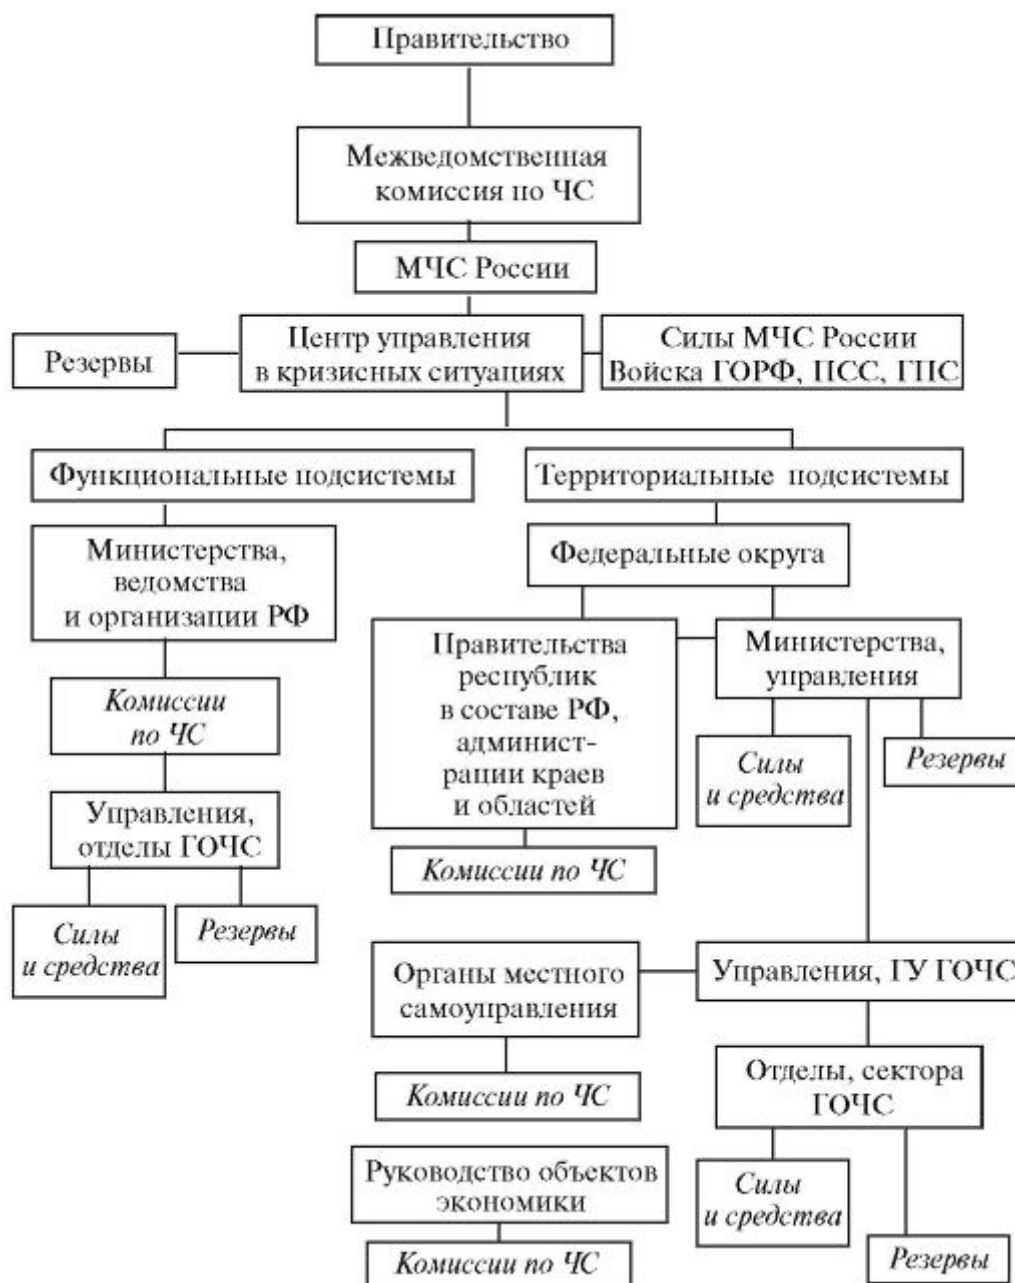 Правительство
Межведомственная
комиссия по ЧС
МЧС России
Резервы
Центр управления
в кризисных ситуациях
Силы МЧС России
Войска ГОРФ, ПСС, ГПС
Функциональные подсистемы
Территориальные подсистемы
Министерства,
ведомства
и организации РФ
Федеральные округа
Комиссии
по ЧС
Правительства
республик
в составе РФ,
админист-
рации краев
и областей
Министерства,
управления
Силы
и средства
Резервы
Управления,
отделы ГОЧС
Комиссии по ЧС
Силы
и средства
Резервы
Органы местного
самоуправления
Управления, ГУ ГОЧС
Комиссии по ЧС
Отделы, сектора
ГОЧС
Руководство объектов
экономики
Силы
и средства
Комиссии по ЧС
Резервы